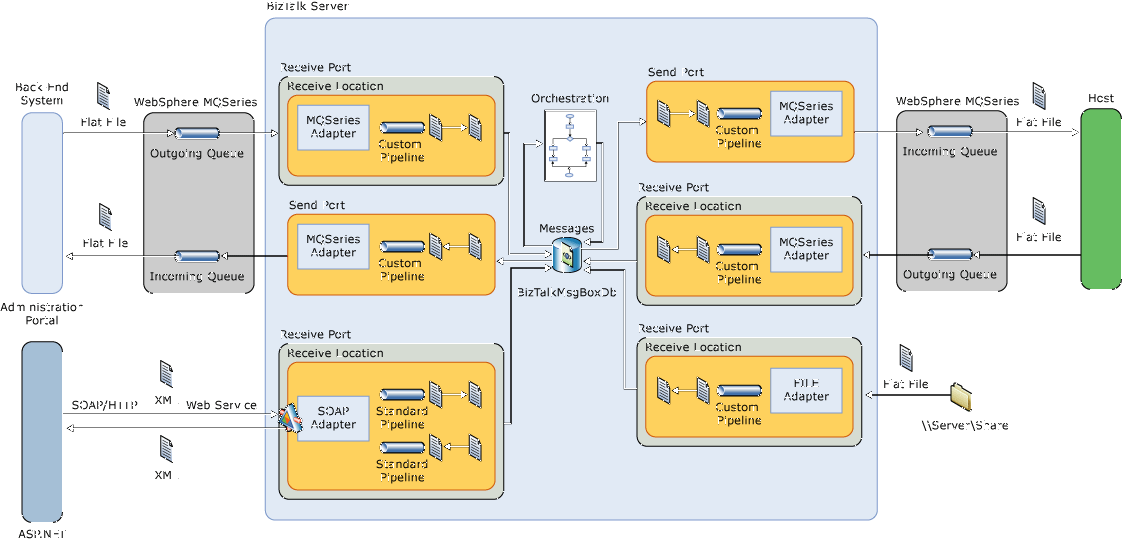 BizTalk Server
Back End
System
Flat File
WebSphere MQSeries
Outgoing Queue
Flat File
Incoming Queue
Administration
Portal
SOAP/HTTP
XML
Web Service
XML
ASP.NET
Receive Port
Receive Location
MQSeries
Adapter
Custom
Pipeline
Send Port
MQSeries
Adapter
Custom
Pipeline
Receive Port
Receive Location
SOAP
Adapter
Standard
Pipeline
Standard
Pipeline
Orchestration
Messages
BizTalkMsgBoxDb
Send Port
Custom
Pipeline
MQSeries
Adapter
Receive Port
Receive Location
Custom
Pipeline
MQSeries
Adapter
Receive Port
Receive Location
Custom
Pipeline
FILE
Adapter
WebSphere MQSeries
Incoming Queue
Outgoing Queue
Flat File
Host
Flat File
Flat File
\\Server\Share